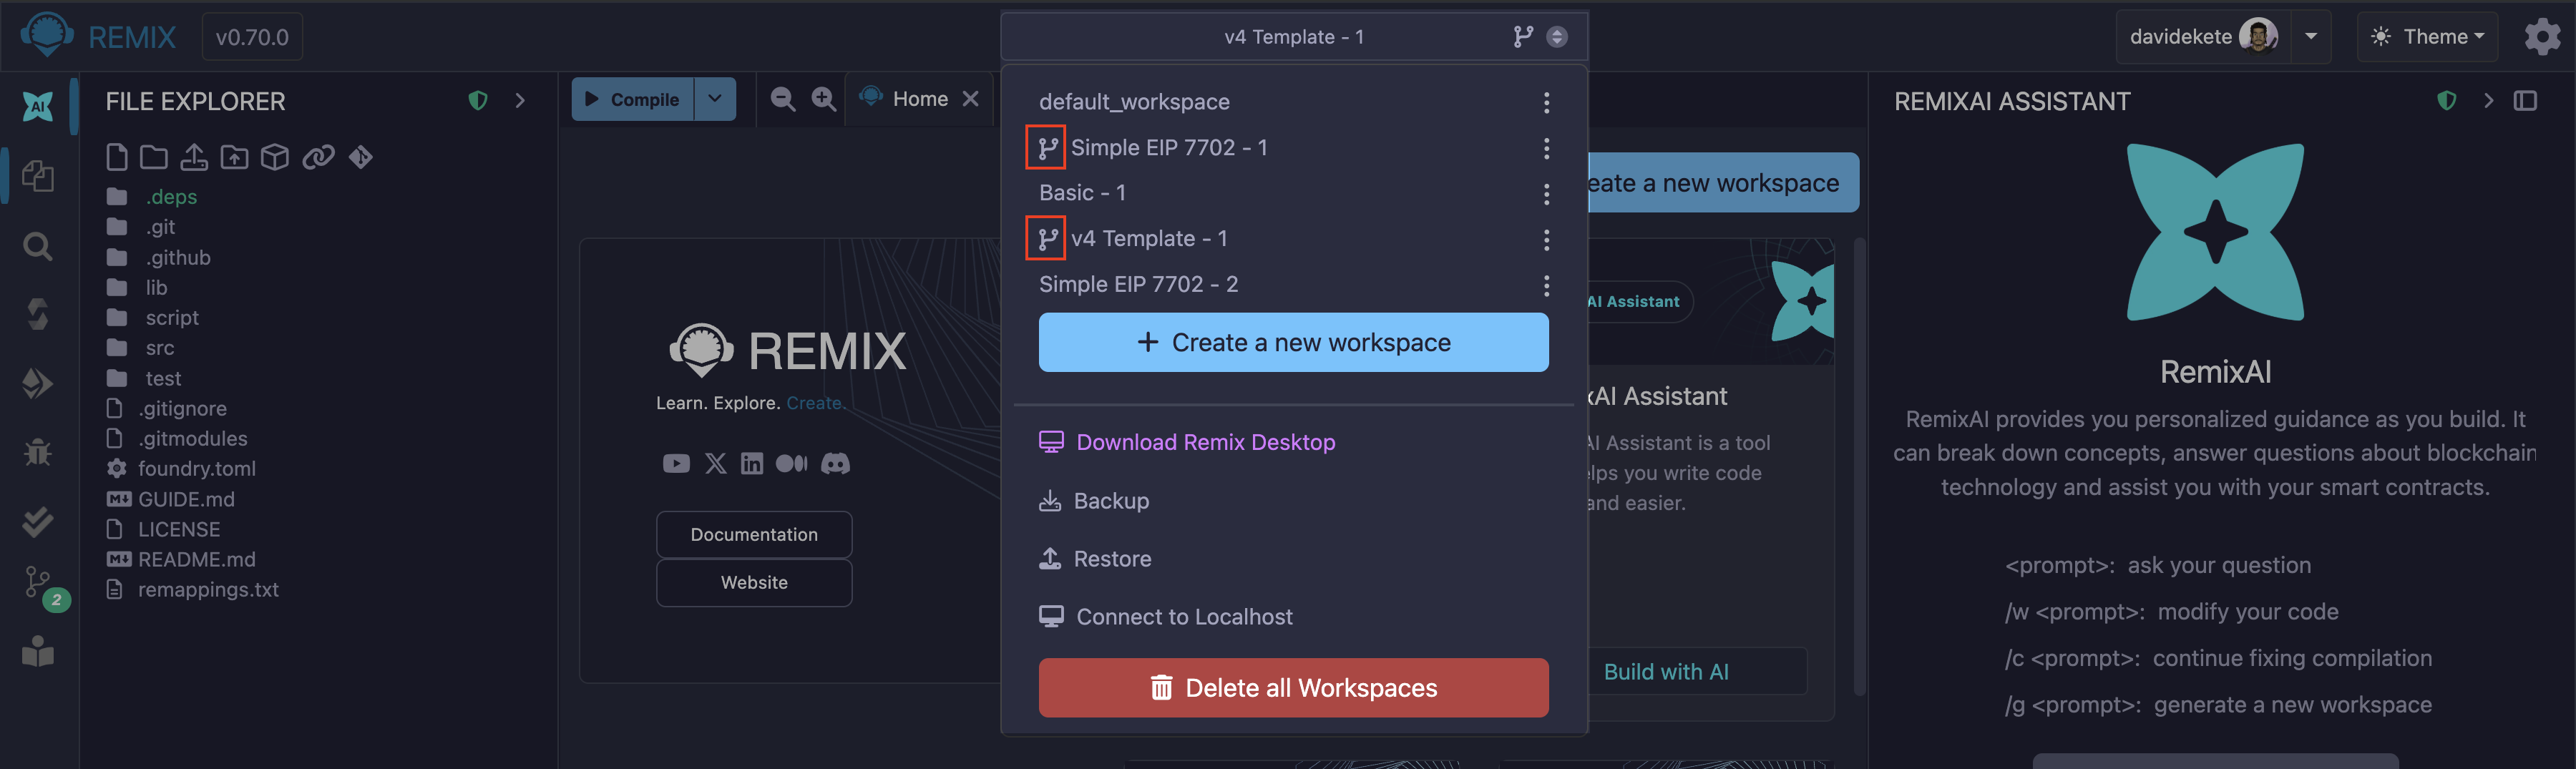 REMIX
v0.70.0
v4 Template - 1
davidekete
Theme
AI
FILE EXPLORER
.deps
.git
.github
lib
script
src
test
.gitignore
.gitmodules
foundry.toml
GUIDE.md
LICENSE
README.md
remappings.txt
2
Compile
Home
REMIX
Learn. Explore. Create.
Documentation
Website
default_workspace
Simple EIP 7702 - 1
Basic - 1
v4 Template - 1
Simple EIP 7702 - 2
Create a new workspace
Download Remix Desktop
Backup
Restore
Connect to Localhost
Delete all Workspaces
eate a new workspace
AI Assistant
AI Assistant
AI Assistant is a tool
elps you write code
and easier.
Build with AI
REMIXAI ASSISTANT
RemixAI
RemixAI provides you personalized guidance as you build. It
can break down concepts, answer questions about blockchain
technology and assist you with your smart contracts.
<prompt>: ask your question
/w <prompt>: modify your code
/c <prompt>: continue fixing compilation
/g <prompt>: generate a new workspace